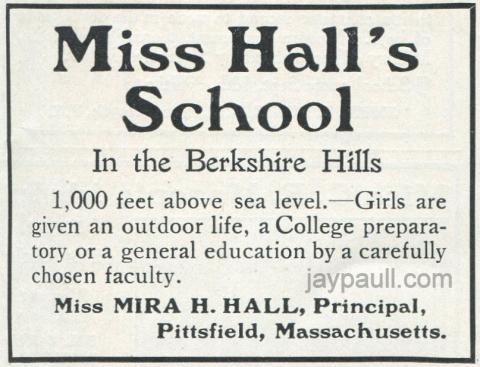 Miss Hall's
School
In the Berkshire Hills
1,000 feet above sea level.—Girls are
given an outdoor life, a College prepara-
tory or a general education by a carefully
chosen faculty.
jaypaull.com
Miss MIRA H. HALL, Principal,
Pittsfield, Massachusetts.